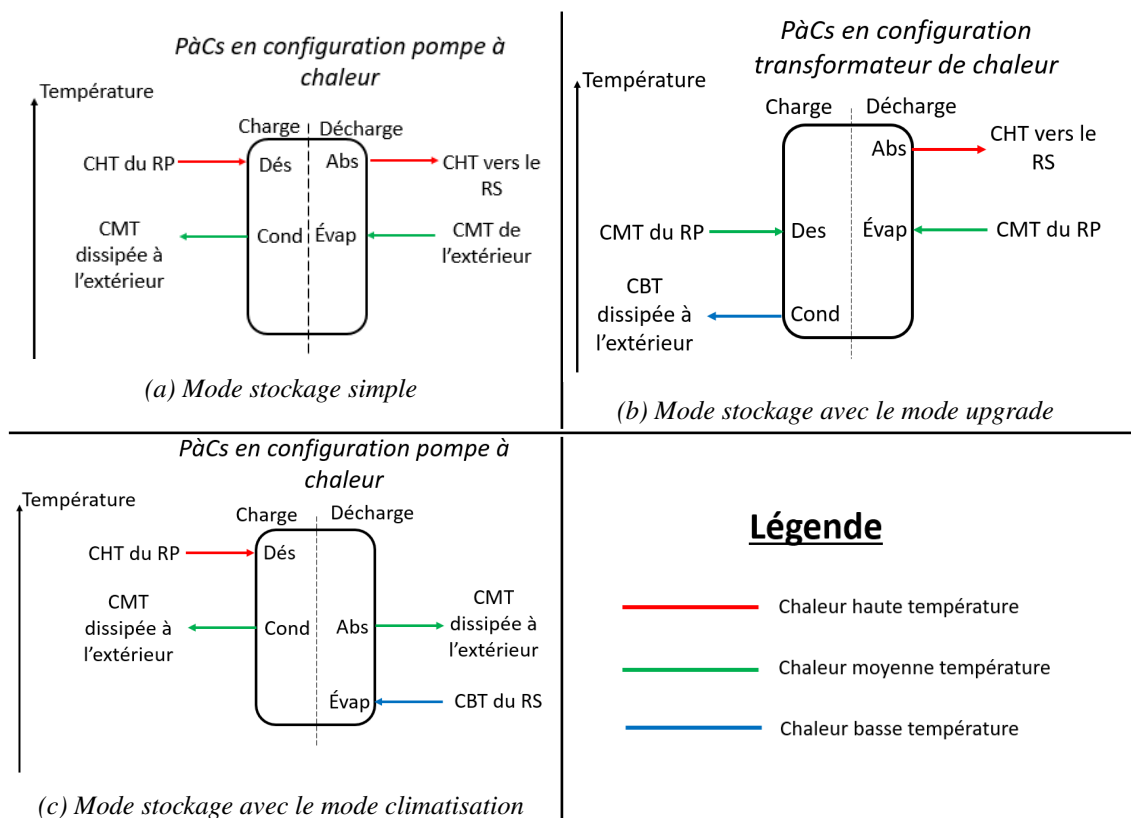 PàCs en configuration pompe à
chaleur
Température
Charge
Décharge
CHT du RP
Dés
Abs
CHT vers le
RS
CMT
dissipée à
l'extérieur
Cond
Évap
CMT de
l'extérieur
(a) Mode stockage simple
PàCs en configuration
transformateur de chaleur
Température
Charge
Décharge
Abs
CHT vers le
RS
CMT du RP
Des
Évap
CMT du RP
CBT
dissipée à
l'extérieur
Cond
(b) Mode stockage avec le mode upgrade
PàCs en configuration pompe à
chaleur
Température
Charge
Décharge
CHT du RP
Dés
CMT
dissipée à
l'extérieur
Cond
Abs
CMT
dissipée à
l'extérieur
Évap
CBT du RS
(c) Mode stockage avec le mode climatisation
Légende
Chaleur haute température
Chaleur moyenne température
Chaleur basse température